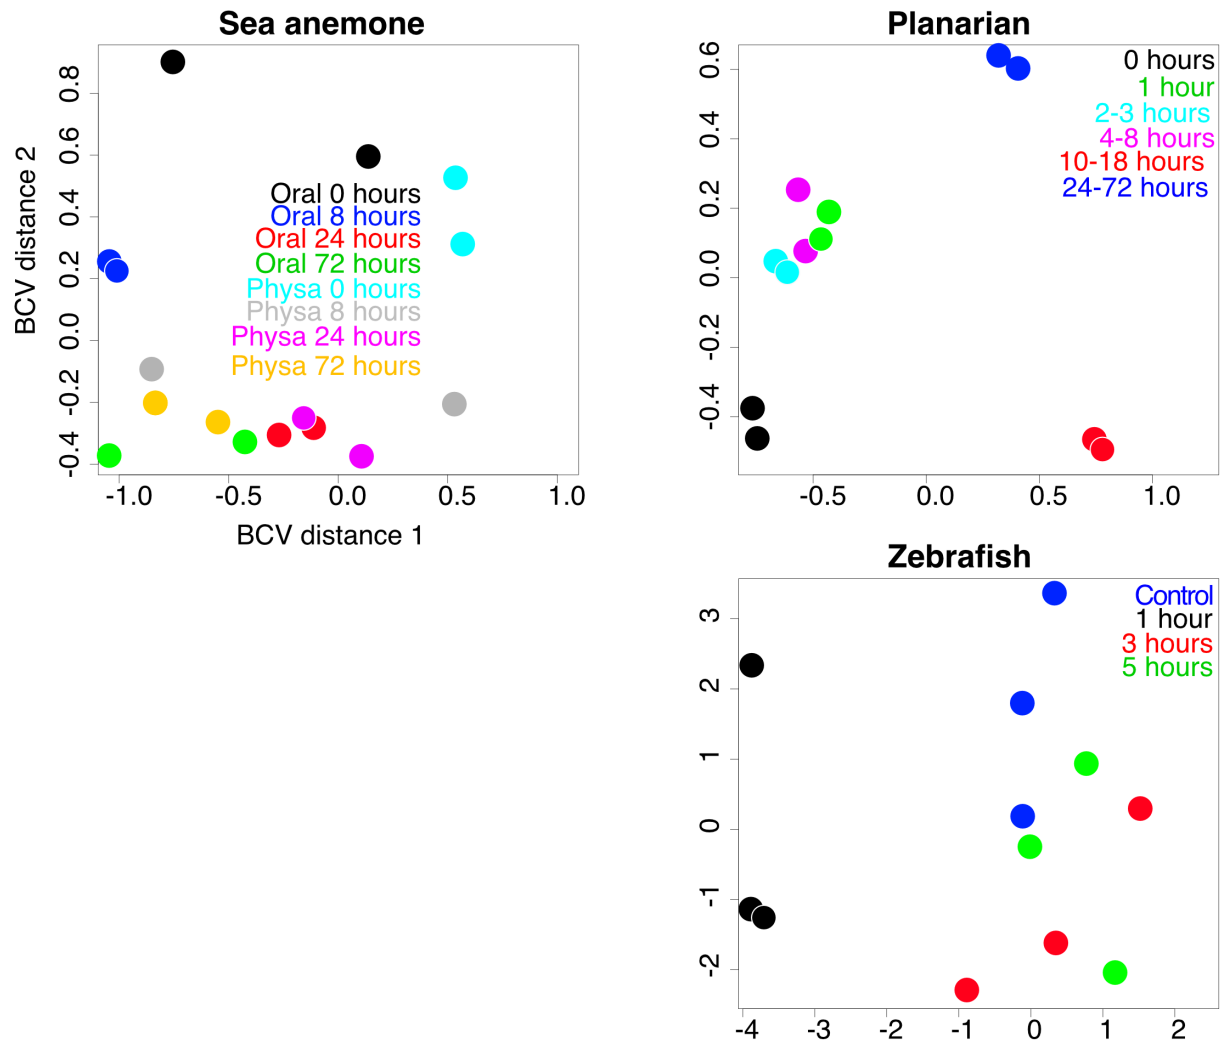 Sea anemone
BCV distance 2
0.8
0.6
0.4
0.2
0.0
-0.2
-0.4
Oral 0 hours
Oral 8 hours
Oral 24 hours
Oral 72 hours
Physa 0 hours
Physa 8 hours
Physa 24 hours
Physa 72 hours
-1.0 -0.5 0.0 0.5 1.0
BCV distance 1
Planarian
0.6
0.4
0.2
0.0
-0.2
-0.4
0 hours
1 hour
2-3 hours
4-8 hours
10-18 hours
24-72 hours
-0.5 0.0 0.5 1.0
Zebrafish
3
2
1
0
-1
-2
Control
1 hour
3 hours
5 hours
-4 -3 -2 -1 0 1 2